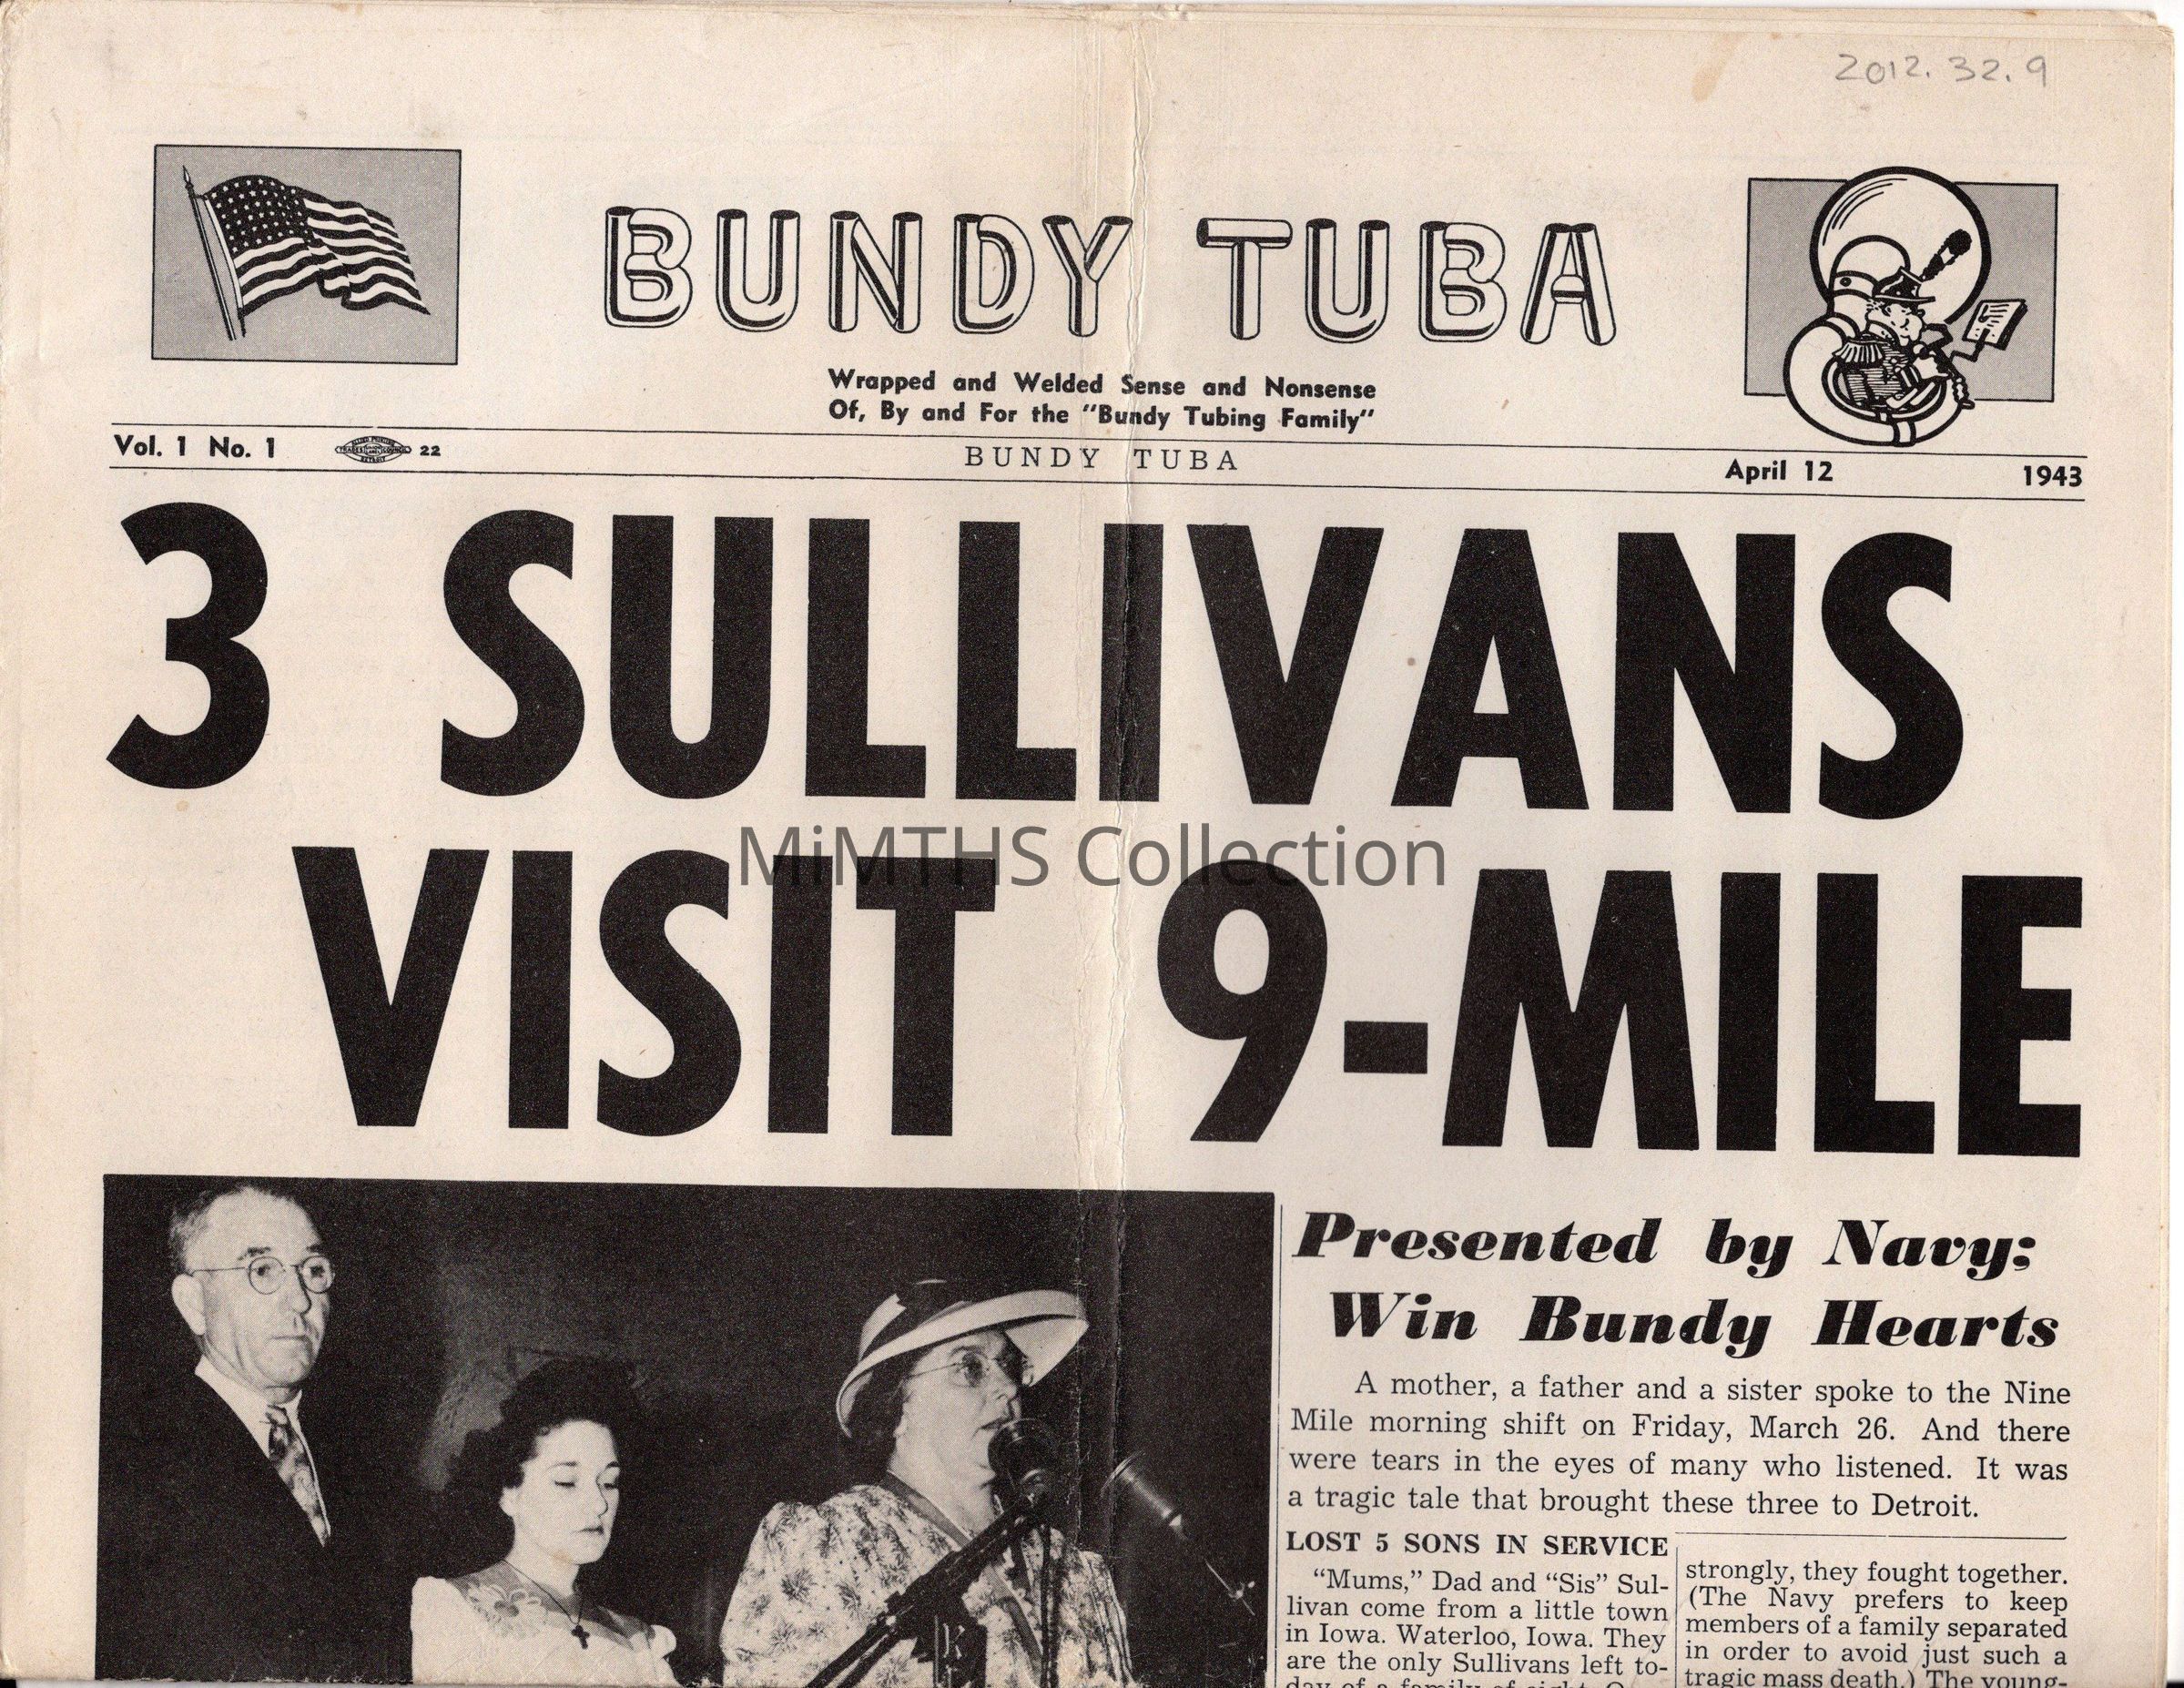 2012. 32. 9
BUNDY TUBA
Wrapped and Welded Sense and Nonsense
Of, By and For the "Bundy Tubing Family"
Vol. 1 No. 1
22
BUNDY TUBA
April 12
1943
3 SULLIVANS
VISIT 9-MILE
MiMTHS Collection
Presented by Navy;
Win Bundy Hearts
A mother, a father and a sister spoke to the Nine
Mile morning shift on Friday, March 26. And there
were tears in the eyes of many who listened. It was
a tragic tale that brought these three to Detroit.
LOST 5 SONS IN SERVICE
“Mums,” Dad and “Sis” Sul-
livan come from a little town
in Iowa. Waterloo, Iowa. They
are the only Sullivans left to-
day of a family of eight.
strongly, they fought together.
(The Navy prefers to keep
members of a family separated
in order to avoid just such a
tragic mass death.) The young-